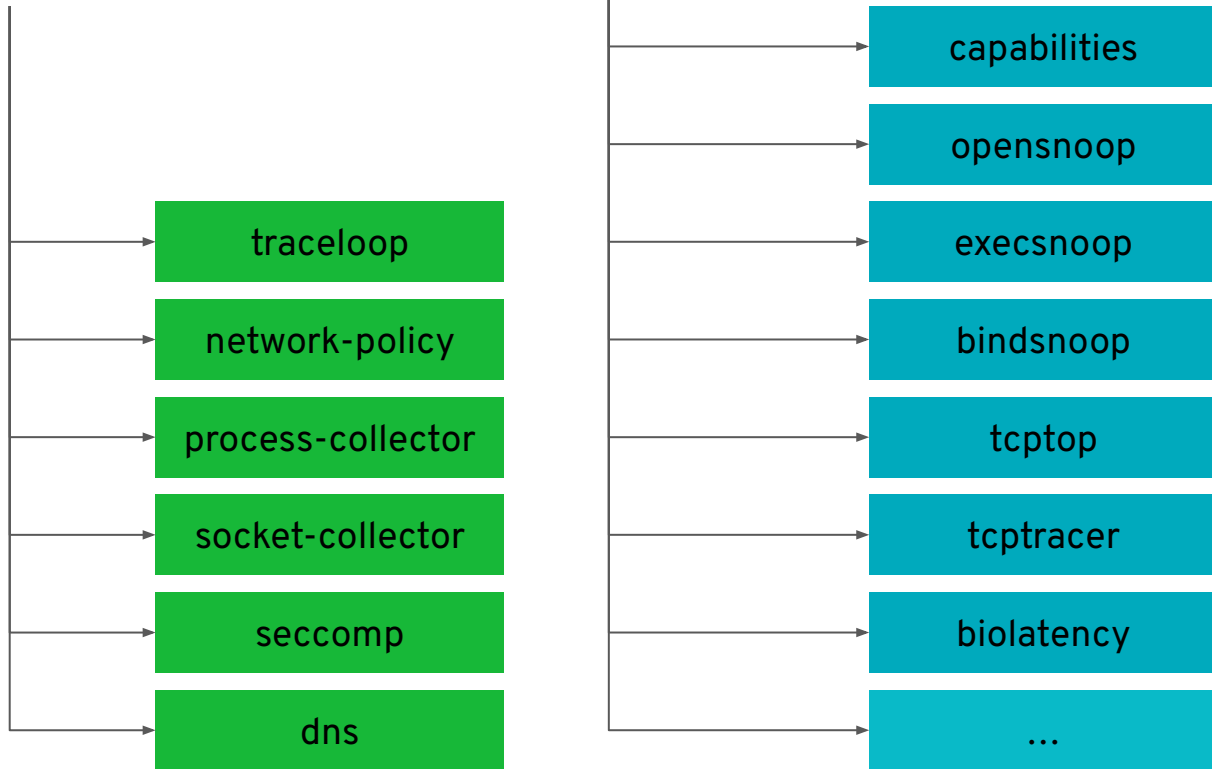 traceloop
network-policy
process-collector
socket-collector
seccomp
dns
capabilities
opensnoop
execsnoop
bindsnoop
tcptop
tcptracer
biolatency
...